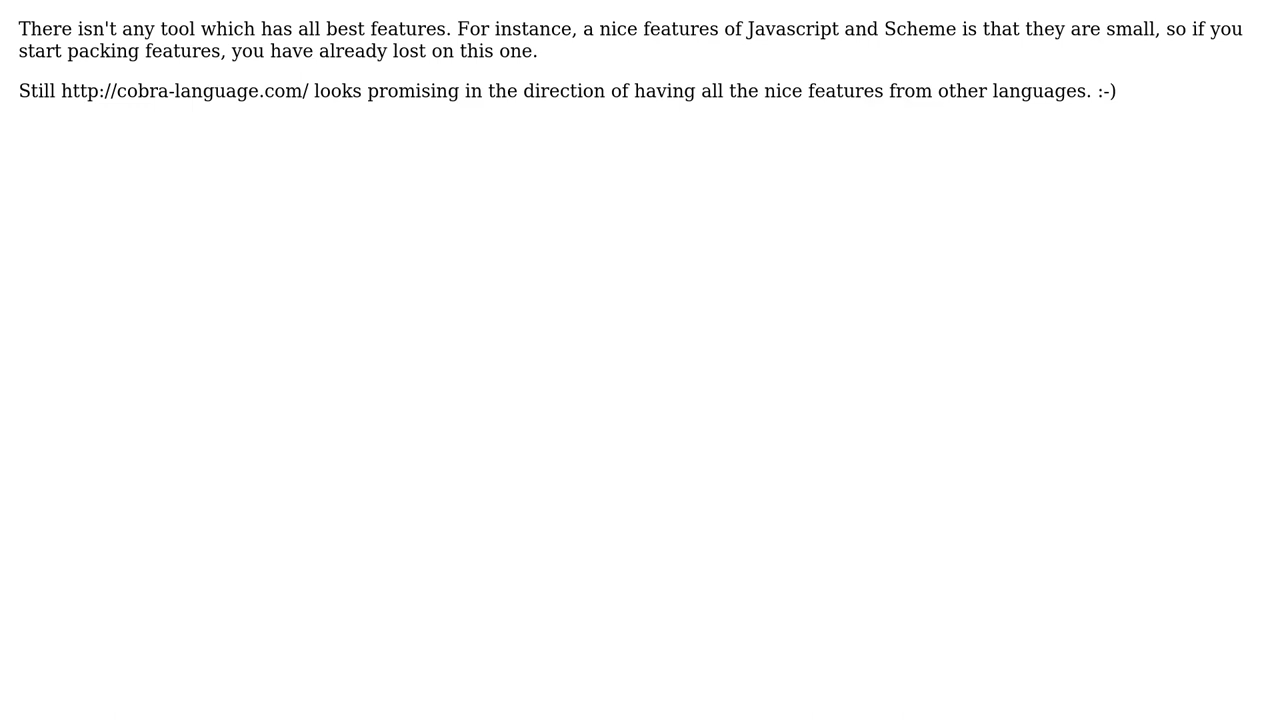 There isn't any tool which has all best features. For instance, a nice features of Javascript and Scheme is that they are small, so if you
start packing features, you have already lost on this one.
Still http://cobra-language.com/ looks promising in the direction of having all the nice features from other languages. :-)